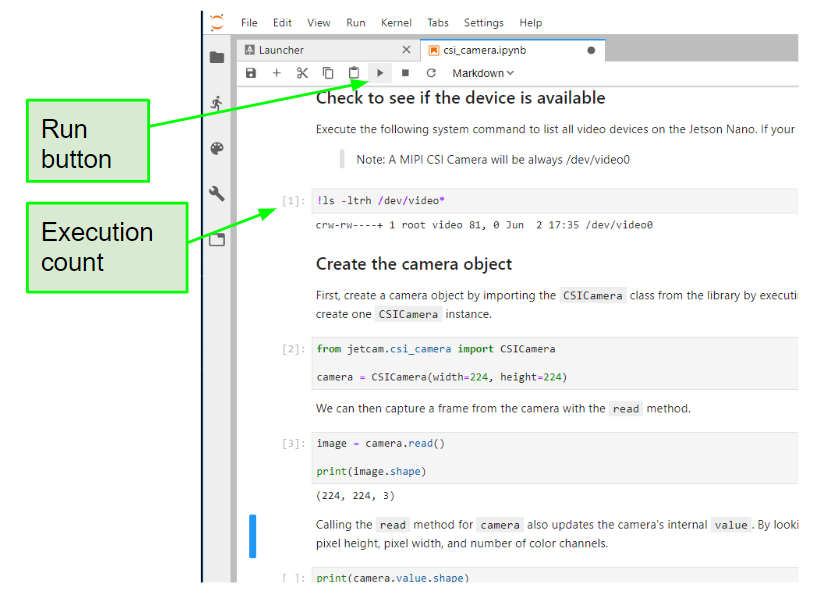 File Edit View Run Kernel Tabs Settings Help
Launcher
csi_camera.ipynb
Markdown
Run
button
Check to see if the device is available
Execute the following system command to list all video devices on the Jetson Nano. If your
Note: A MIPI CSI Camera will be always /dev/video0
Execution
count
[1]: !ls -ltrh /dev/video*
crw-rw----+ 1 root video 81, 0 Jun 2 17:35 /dev/video0
Create the camera object
First, create a camera object by importing the CSICamera class from the library by executi
create one CSICamera instance.
[2]: from jetcam.csi_camera import CSICamera
camera = CSICamera(width=224, height=224)
We can then capture a frame from the camera with the read method.
[3]: image = camera.read()
print(image.shape)
(224, 224, 3)
Calling the read method for camera also updates the camera's internal value. By looki
pixel height, pixel width, and number of color channels.
[ ]: print(camera.value.shape)